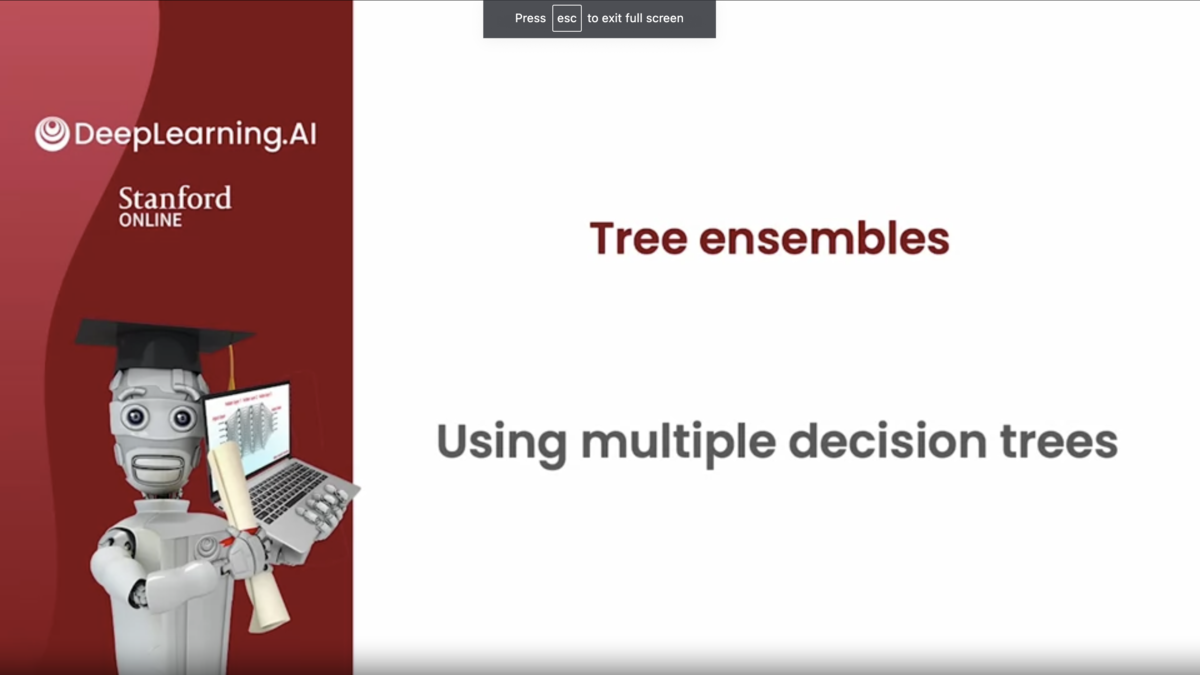 Press esc to exit full screen
DeepLearning.AI
Stanford
ONLINE
Tree ensembles
Using multiple decision trees